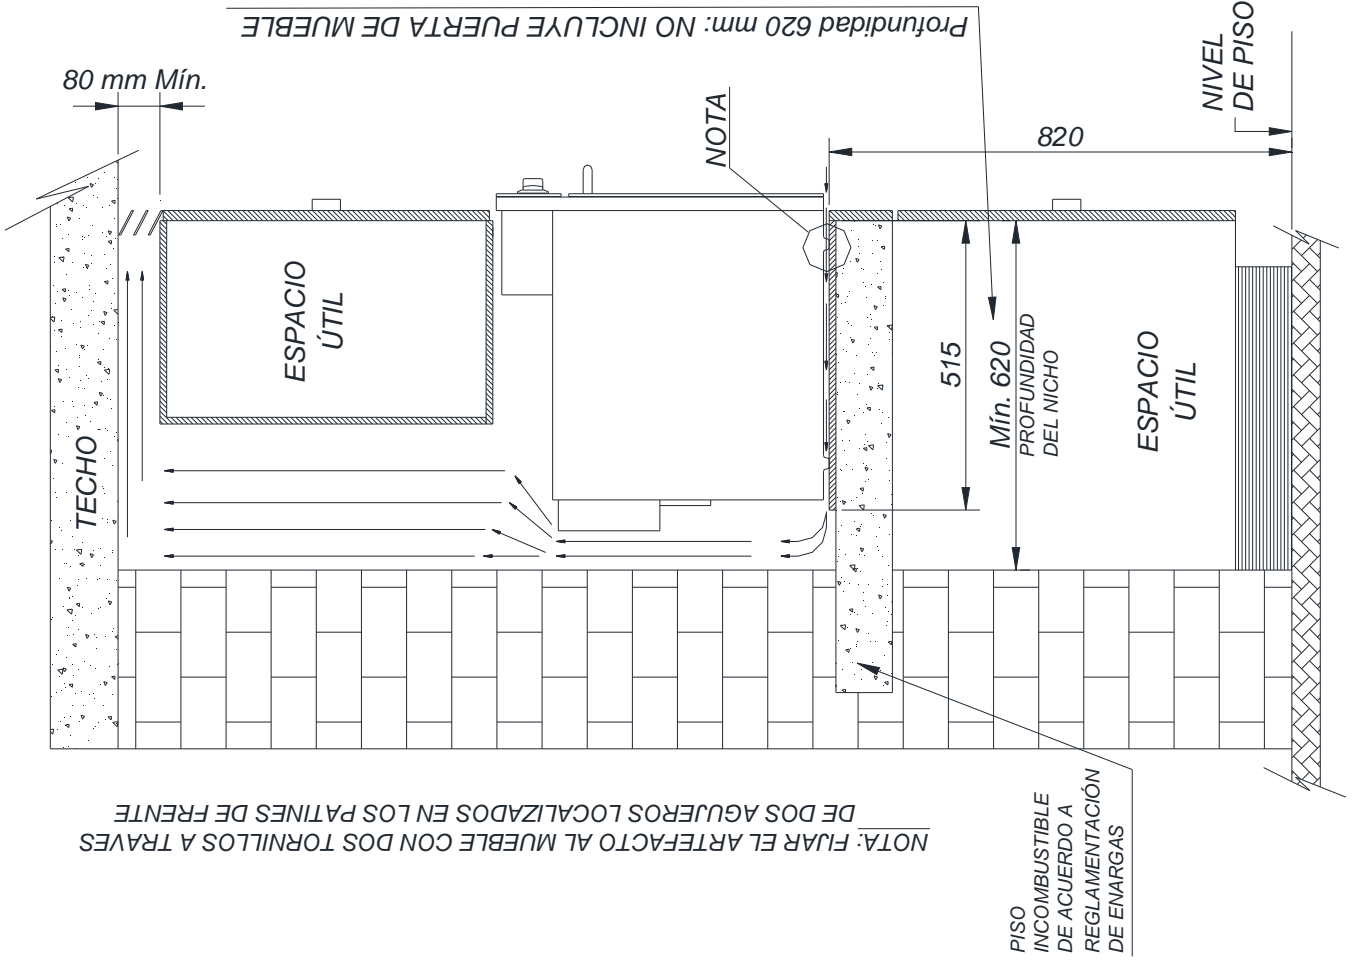 Profundidad 620 mm: NO INCLUYE PUERTA DE MUEBLE
80 mm Mín.
NOTA
820
NIVEL
DE PISO
ESPACIO
ÚTIL
TECHO
515
Mín. 620
PROFUNDIDAD
DEL NICHO
ESPACIO
ÚTIL
NOTA: FIJAR EL ARTEFACTO AL MUEBLE CON DOS TORNILLOS A TRAVES
DE DOS AGUJEROS LOCALIZADOS EN LOS PATINES DE FRENTE
PISO
INCOMBUSTIBLE
DE ACUERDO A
REGLAMENTACIÓN
DE ENARGAS